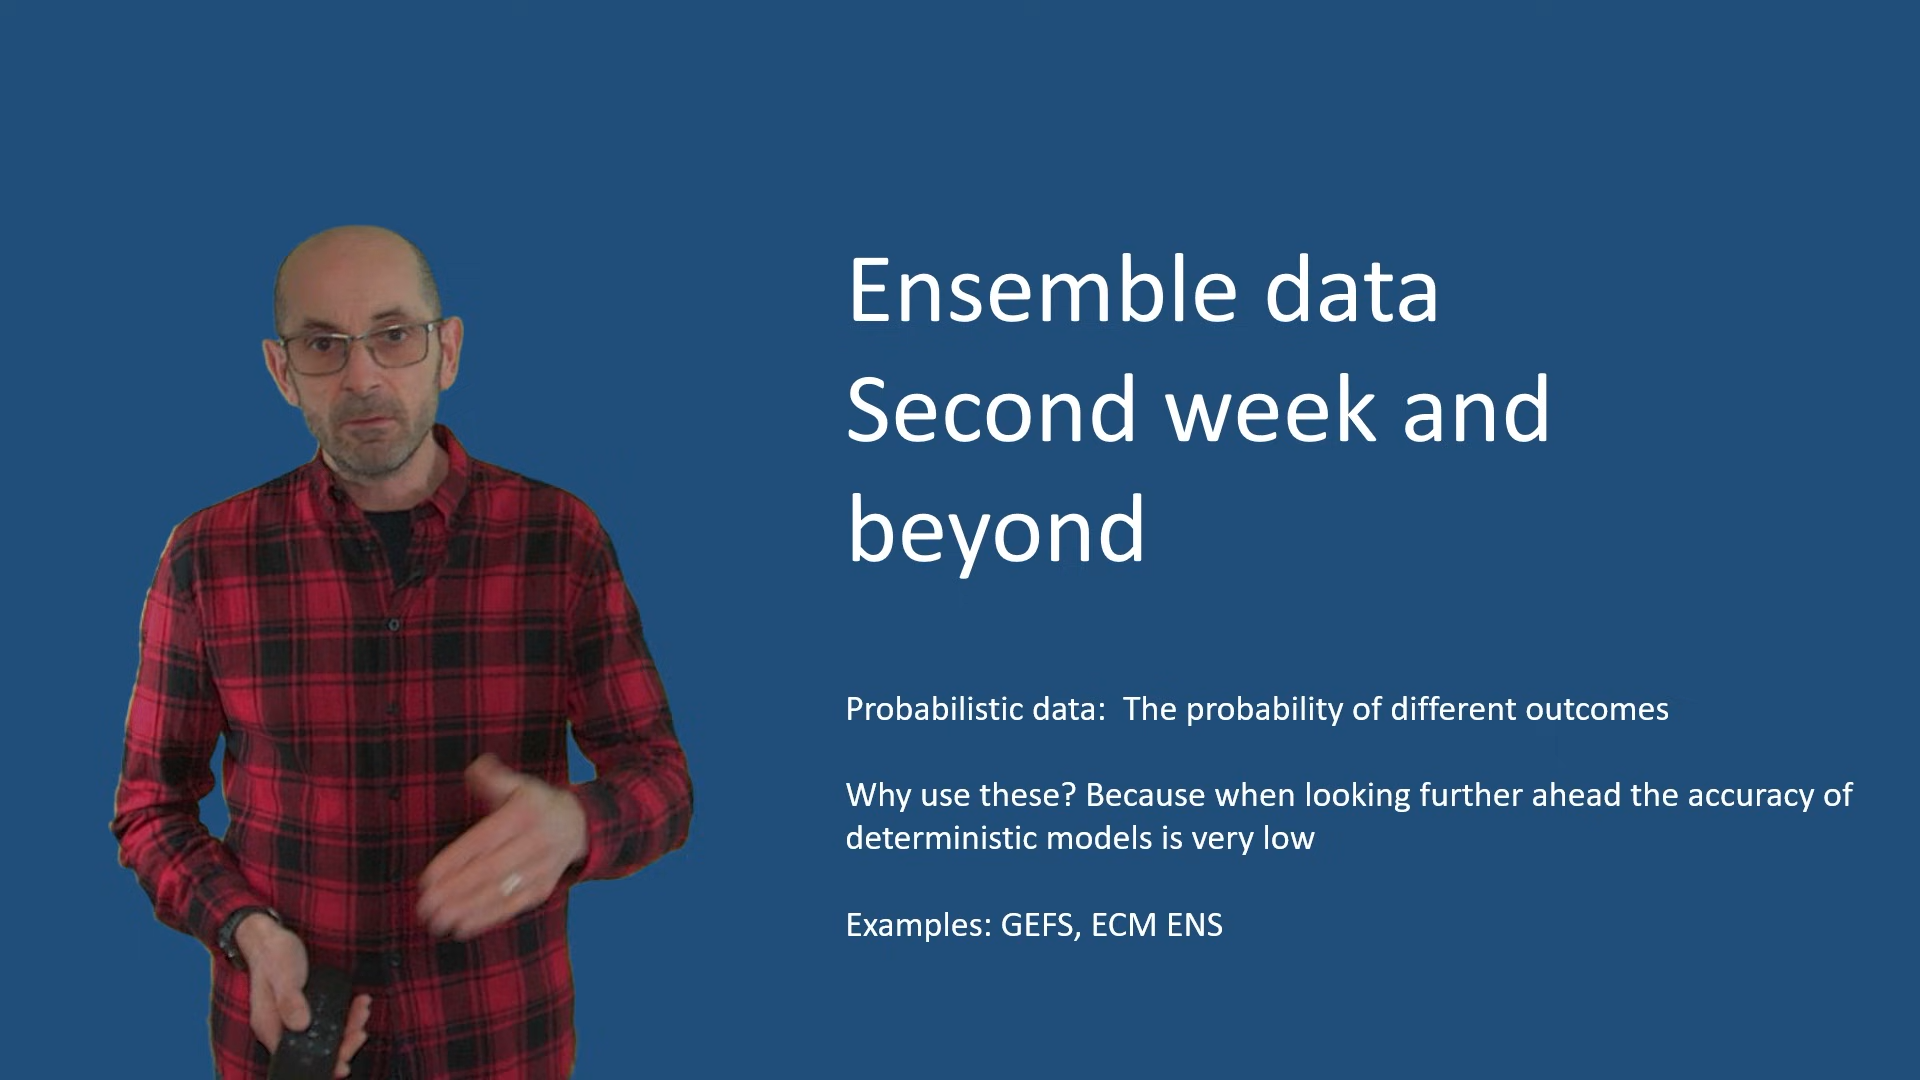 Ensemble data
Second week and
beyond
Probabilistic data:  The probability of different outcomes
Why use these? Because when looking further ahead the accuracy of
deterministic models is very low
Examples: GEFS, ECM ENS